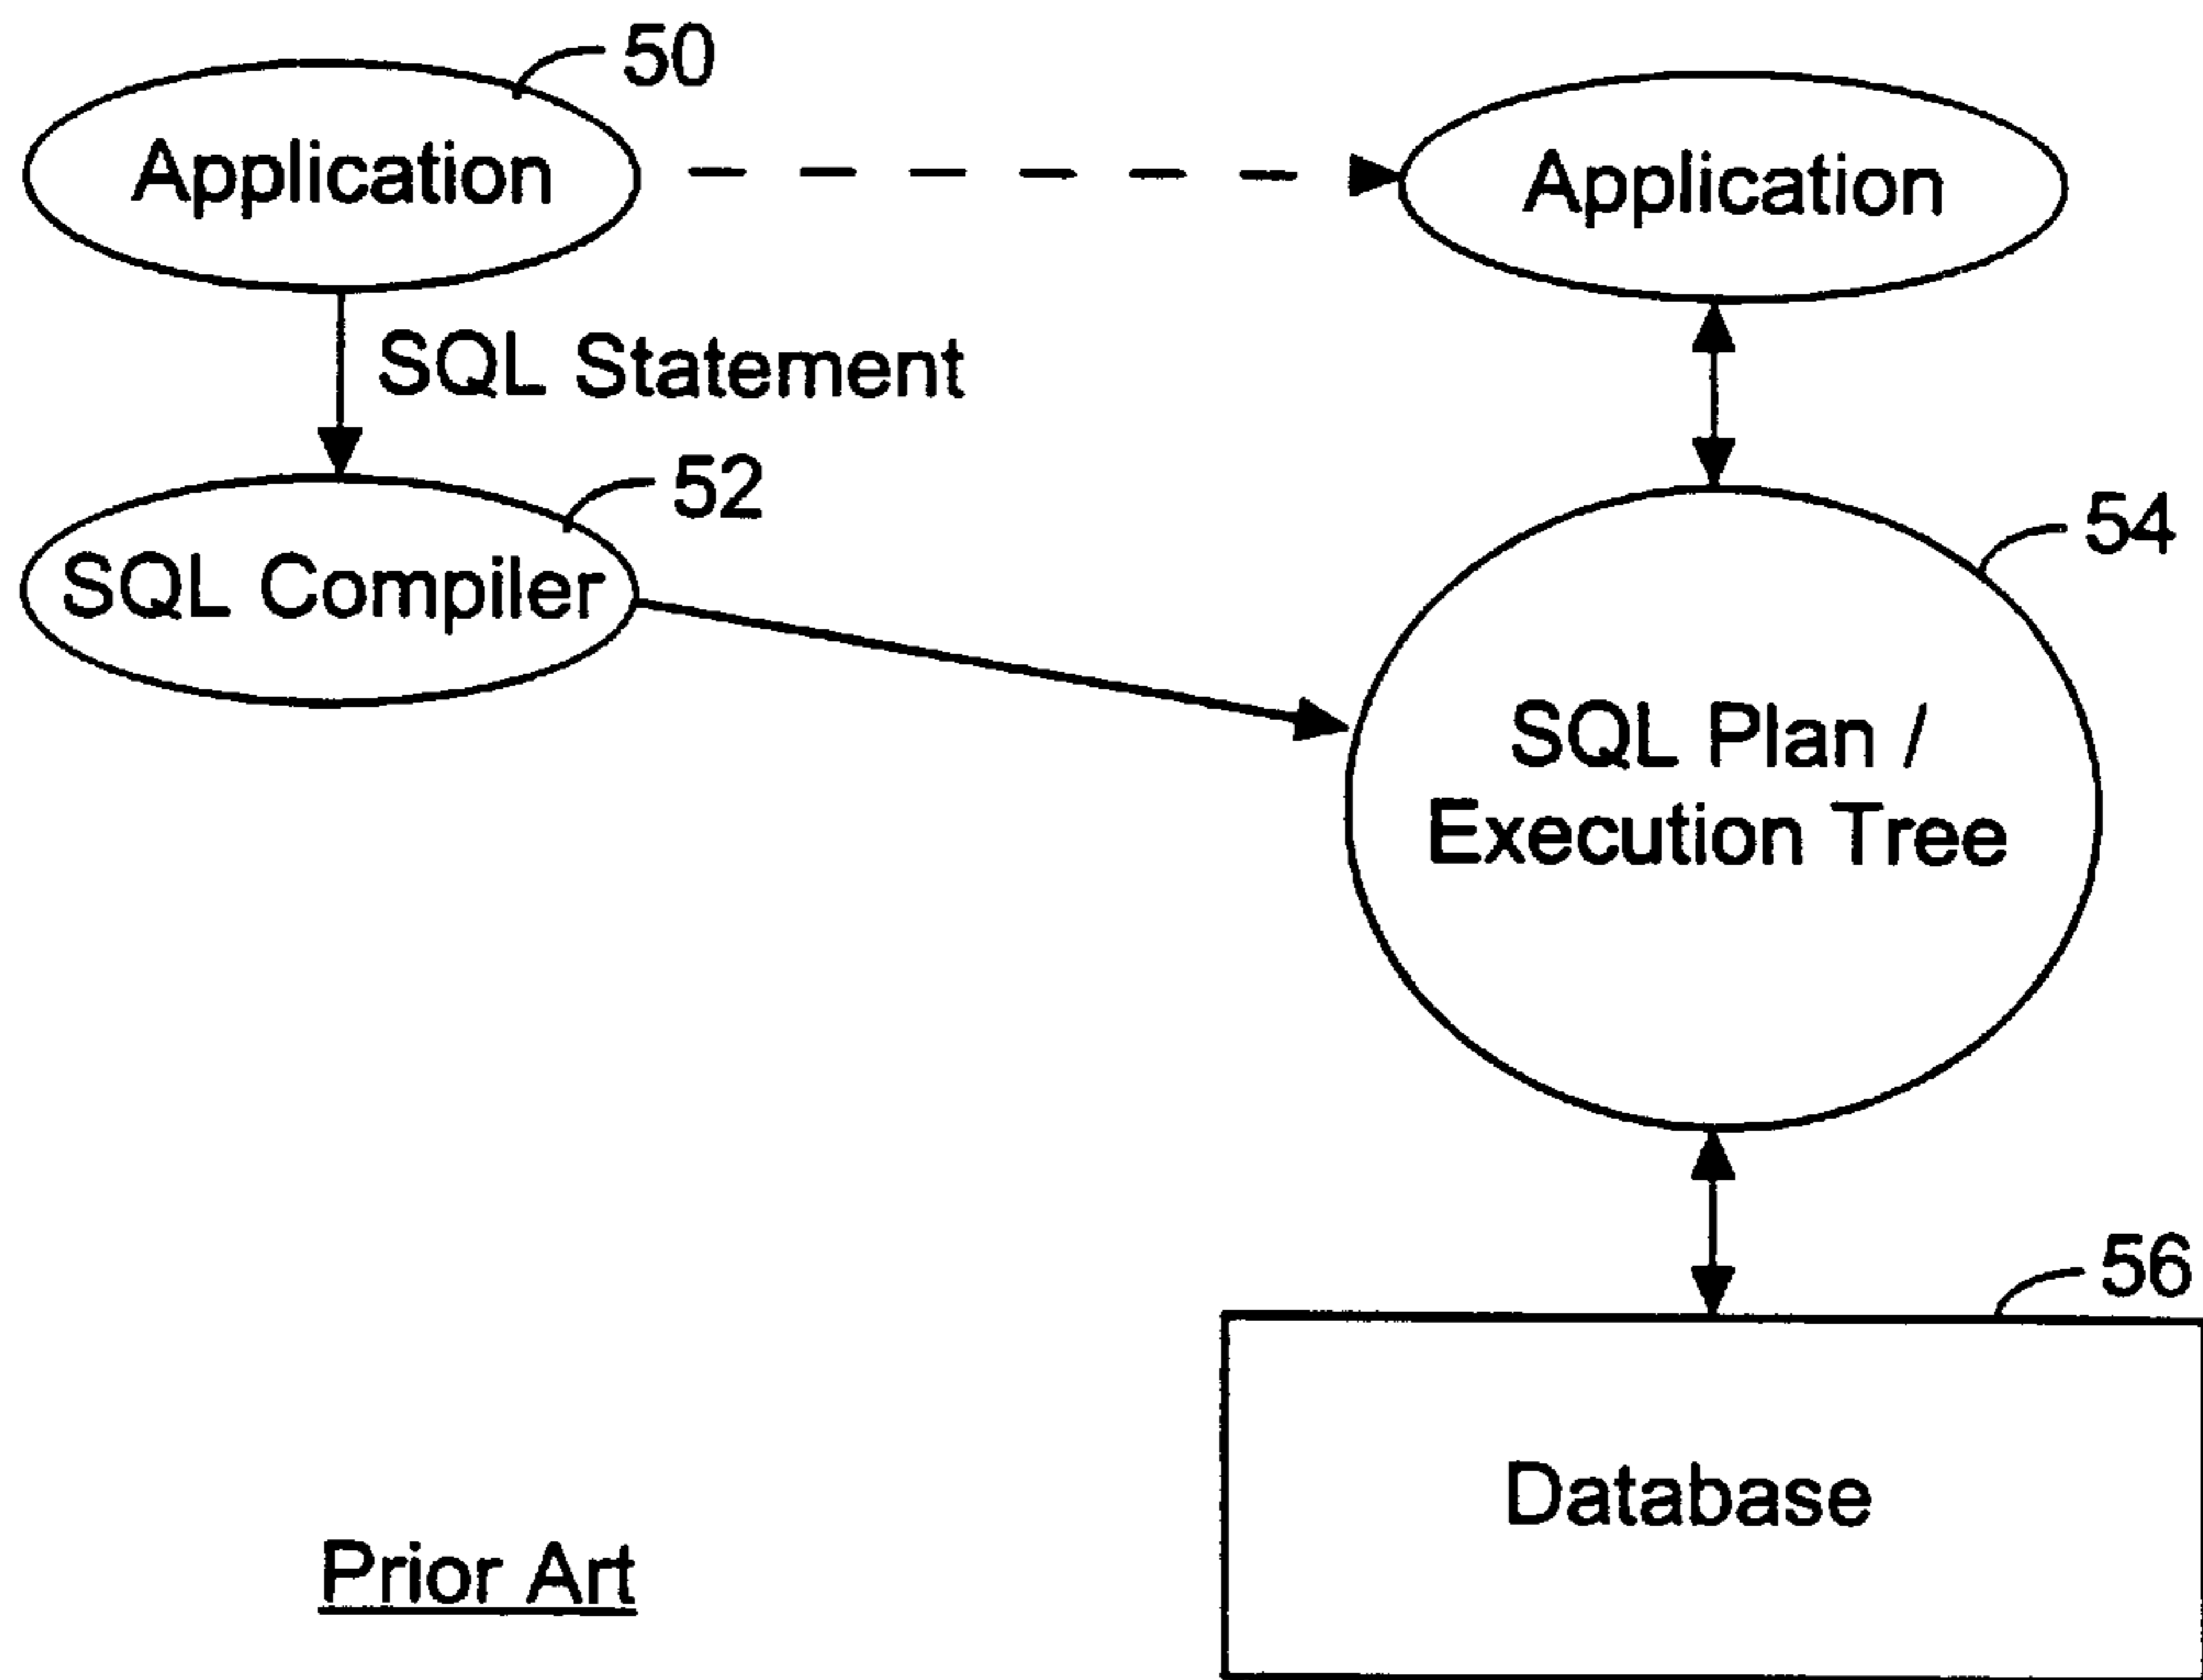 50
Application
Application
SQL Statement
52
SQL Compiler
54
SQL Plan /
Execution Tree
56
Database
Prior Art